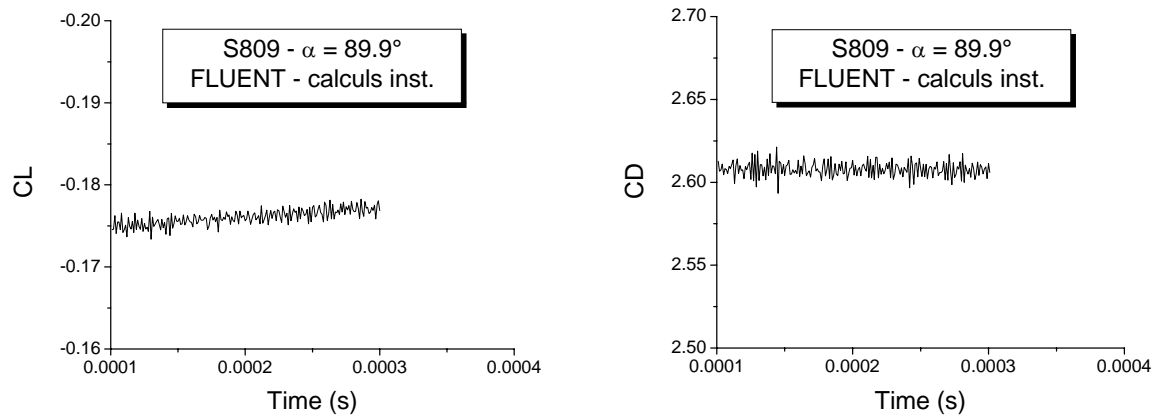 S809 - α = 89.9°
FLUENT - calculs inst.
CL
-0.20
-0.19
-0.18
-0.17
-0.16
0.0001
0.0002
0.0003
0.0004
Time (s)
S809 - α = 89.9°
FLUENT - calculs inst.
CD
2.70
2.65
2.60
2.55
2.50
0.0001
0.0002
0.0003
0.0004
Time (s)